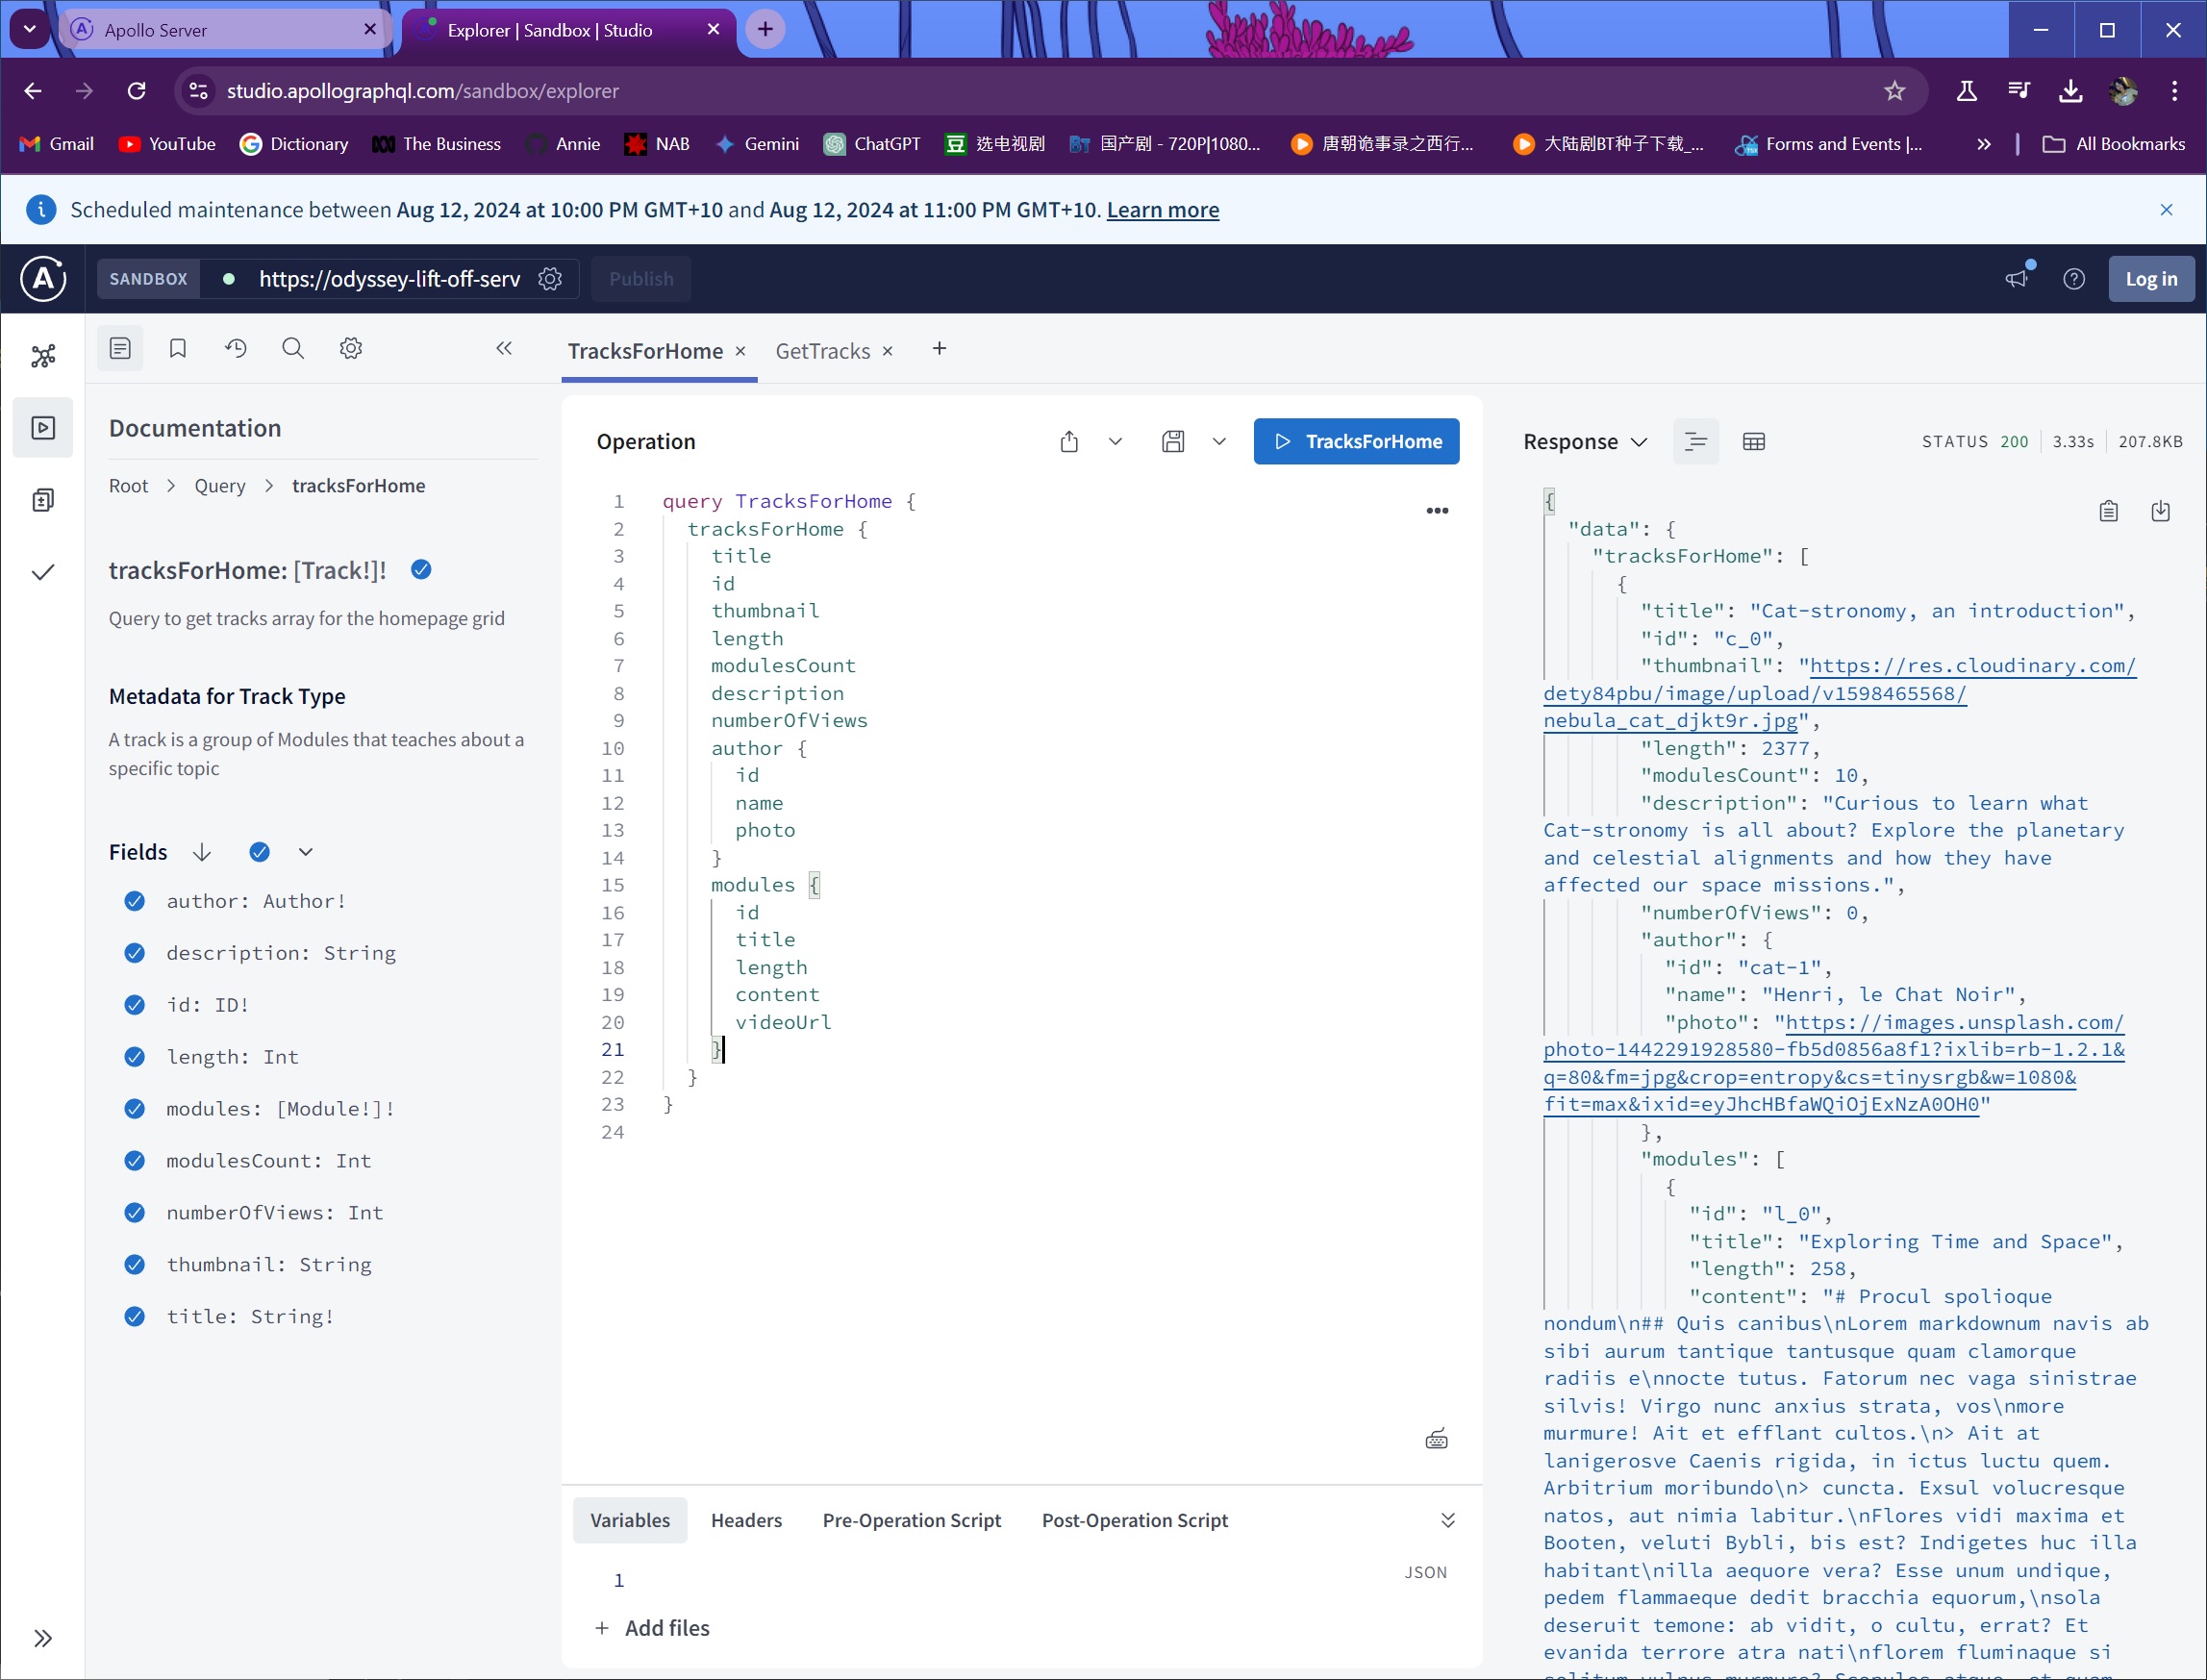 Apollo Server
Explorer | Sandbox | Studio
studio.apollographql.com/sandbox/explorer
Gmail
YouTube
Dictionary
The Business
Annie
NAB
Gemini
ChatGPT
豆 选电视剧
BT 国产剧 - 720P|1080...
唐朝诡事录之西行...
大陆剧BT种子下载_...
Forms and Events |...
All Bookmarks
Scheduled maintenance between Aug 12, 2024 at 10:00 PM GMT+10 and Aug 12, 2024 at 11:00 PM GMT+10. Learn more
SANDBOX
https://odyssey-lift-off-serv
Publish
Log in
TracksForHome
GetTracks
Documentation
Root > Query > tracksForHome
tracksForHome: [Track!]!
Query to get tracks array for the homepage grid
Metadata for Track Type
A track is a group of Modules that teaches about a
specific topic
Fields
author: Author!
description: String
id: ID!
length: Int
modules: [Module!]!
modulesCount: Int
numberOfViews: Int
thumbnail: String
title: String!
Operation
TracksForHome
1 query TracksForHome {
2 tracksForHome {
3 title
4 id
5 thumbnail
6 length
7 modulesCount
8 description
9 numberOfViews
10 author {
11 id
12 name
13 photo
14 }
15 modules {
16 id
17 title
18 length
19 content
20 videoUrl
21 }
22 }
23 }
24
Variables
Headers
Pre-Operation Script
Post-Operation Script
1
JSON
+ Add files
Response
STATUS 200
3.33s
207.8KB
{
"data": {
"tracksForHome": [
{
"title": "Cat-stronomy, an introduction",
"id": "c_0",
"thumbnail": "https://res.cloudinary.com/
dety84pbu/image/upload/v1598465568/
nebula_cat_djkt9r.jpg",
"length": 2377,
"modulesCount": 10,
"description": "Curious to learn what
Cat-stronomy is all about? Explore the planetary
and celestial alignments and how they have
affected our space missions.",
"numberOfViews": 0,
"author": {
"id": "cat-1",
"name": "Henri, le Chat Noir",
"photo": "https://images.unsplash.com/
photo-1442291928580-fb5d0856a8f1?ixlib=rb-1.2.1&
q=80&fm=jpg&crop=entropy&cs=tinysrgb&w=1080&
fit=max&ixid=eyJhcHBfaWQiOjExNzA0OH0"
},
"modules": [
{
"id": "l_0",
"title": "Exploring Time and Space",
"length": 258,
"content": "# Procul spolioque
nondum\n## Quis canibus\nLorem markdownum navis ab
sibi aurum tantique tantusque quam clamorque
radiis e\nnocte tutus. Fatorum nec vaga sinistrae
silvis! Virgo nunc anxius strata, vos\nmore
murmure! Ait et efflant cultos.\n> Ait at
lanigerosve Caenis rigida, in ictus luctu quem.
Arbitrium moribundo\n> cuncta. Exsul volucresque
natos, aut nimia labitur.\nFlores vidi maxima et
Booten, veluti Bybli, bis est? Indigetes huc illa
habitant\nilla aequore vera? Esse unum undique,
pedem flammaeque dedit bracchia equorum,\nsola
deseruit temone: ab vidit, o cultu, errat? Et
evanida terrore atra nati\nflorem fluminaque si